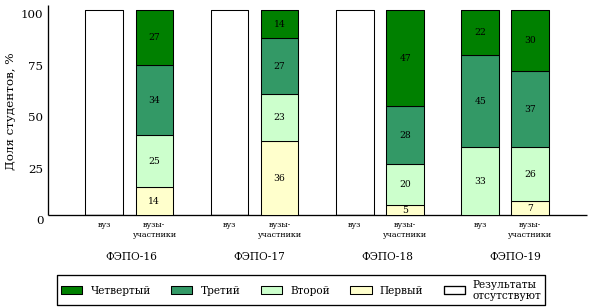 Доля студентов, %
100
75
50
25
0
27
34
25
14
14
27
23
36
47
28
20
5
22
45
33
30
37
26
7
вуз
вузы-
участники
вуз
вузы-
участники
вуз
вузы-
участники
вуз
вузы-
участники
ФЭПО-16
ФЭПО-17
ФЭПО-18
ФЭПО-19
Четвертый
Третий
Второй
Первый
Результаты
отсутствуют